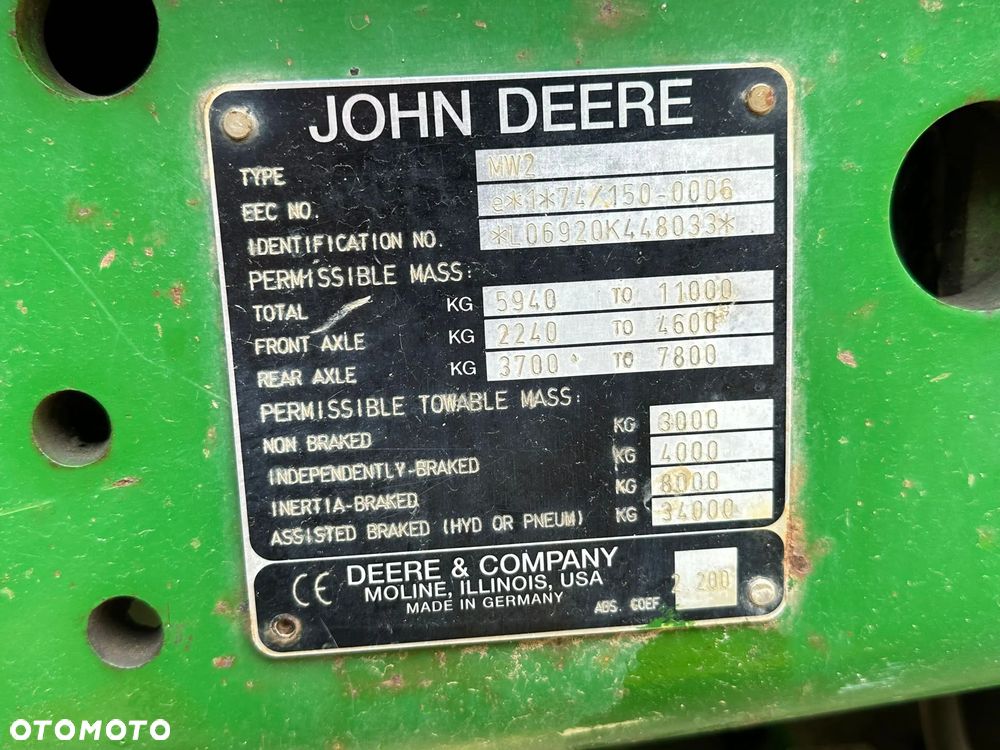 JOHN DEERE
TYPE MW2
EEC NO. e*1*74/150-0006
IDENTIFICATION NO. *L06920K448033*
PERMISSIBLE MASS:
TOTAL KG 5940 TO 11000
FRONT AXLE KG 2240 TO 4600
REAR AXLE KG 3700 TO 7800
PERMISSIBLE TOWABLE MASS:
NON BRAKED KG 3000
INDEPENDENTLY-BRAKED KG 4000
INERTIA-BRAKED KG 8000
ASSISTED BRAKED (HYD OR PNEUM) KG 34000
CE DEERE & COMPANY
MOLINE, ILLINOIS, USA
MADE IN GERMANY
ABS. COEF. 2.200
OTOMOTO